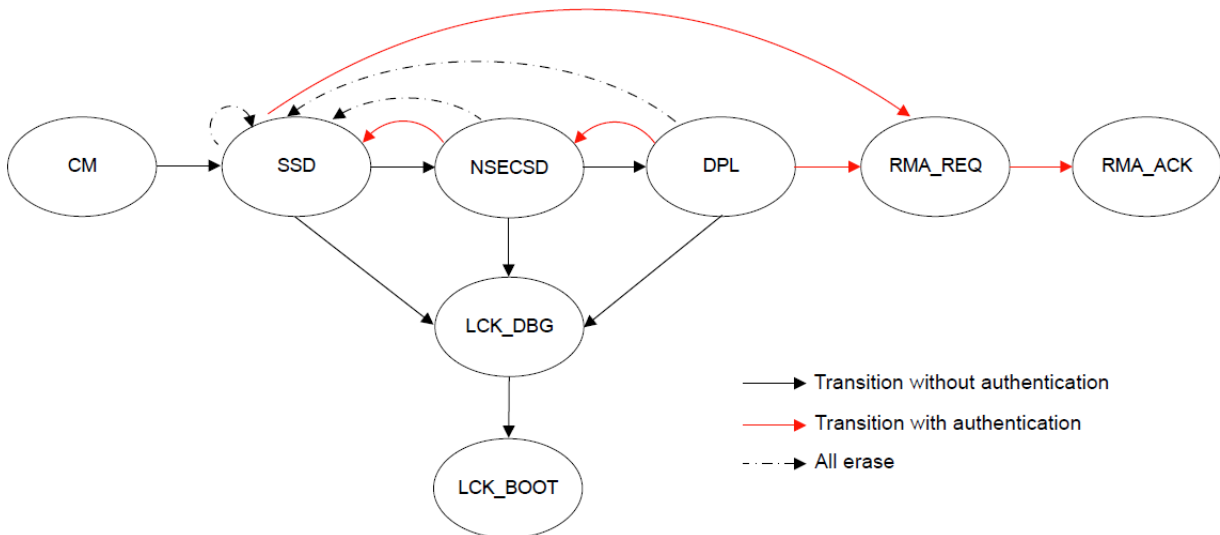 CM
SSD
NSECSD
DPL
RMA_REQ
RMA_ACK
LCK_DBG
LCK_BOOT
Transition without authentication
Transition with authentication
All erase